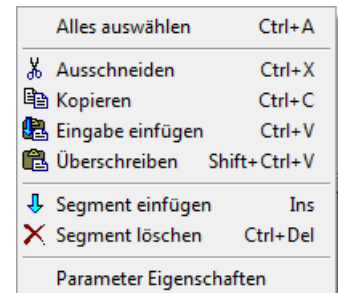 Alles auswählen Ctrl+A
Ausschneiden Ctrl+X
Kopieren Ctrl+C
Eingabe einfügen Ctrl+V
Überschreiben Shift+Ctrl+V
Segment einfügen Ins
Segment löschen Ctrl+Del
Parameter Eigenschaften